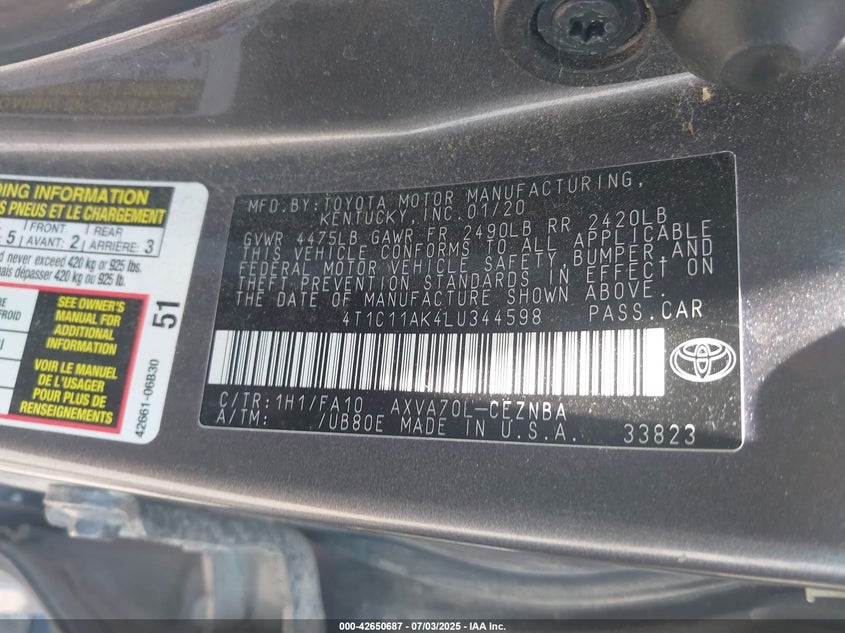 DING INFORMATION
S PNEUS ET LE CHARGEMENT
5
FRONT
AVANT: 2
REAR
ARRIÈRE: 3
d never exceed 420 kg or 925 lbs.
mais dépasser 420 kg ou 925 lb.
RE
FROID
SEE OWNER'S
MANUAL FOR
ADDITIONAL
INFORMATION
VOIR LE MANUEL
DE L'USAGER
POUR PLUS DE
RENSEIGNEMENTS
51
42661-06B30
MFD.BY:TOYOTA MOTOR MANUFACTURING,
KENTUCKY, INC. 01/20
GVWR 4475LB GAWR FR 2490LB RR 2420LB
THIS VEHICLE CONFORMS TO ALL APPLICABLE
FEDERAL MOTOR VEHICLE SAFETY, BUMPER, AND
THEFT PREVENTION STANDARDS IN EFFECT ON
THE DATE OF MANUFACTURE SHOWN ABOVE.
4T1C11AK4LU344598 PASS.CAR
C/TR: 1H1/FA10 AXVA70L-CEZNBA
A/TM: /UB80E MADE IN U.S.A. 33823
000-42650687 - 07/03/2025 - IAA Inc.